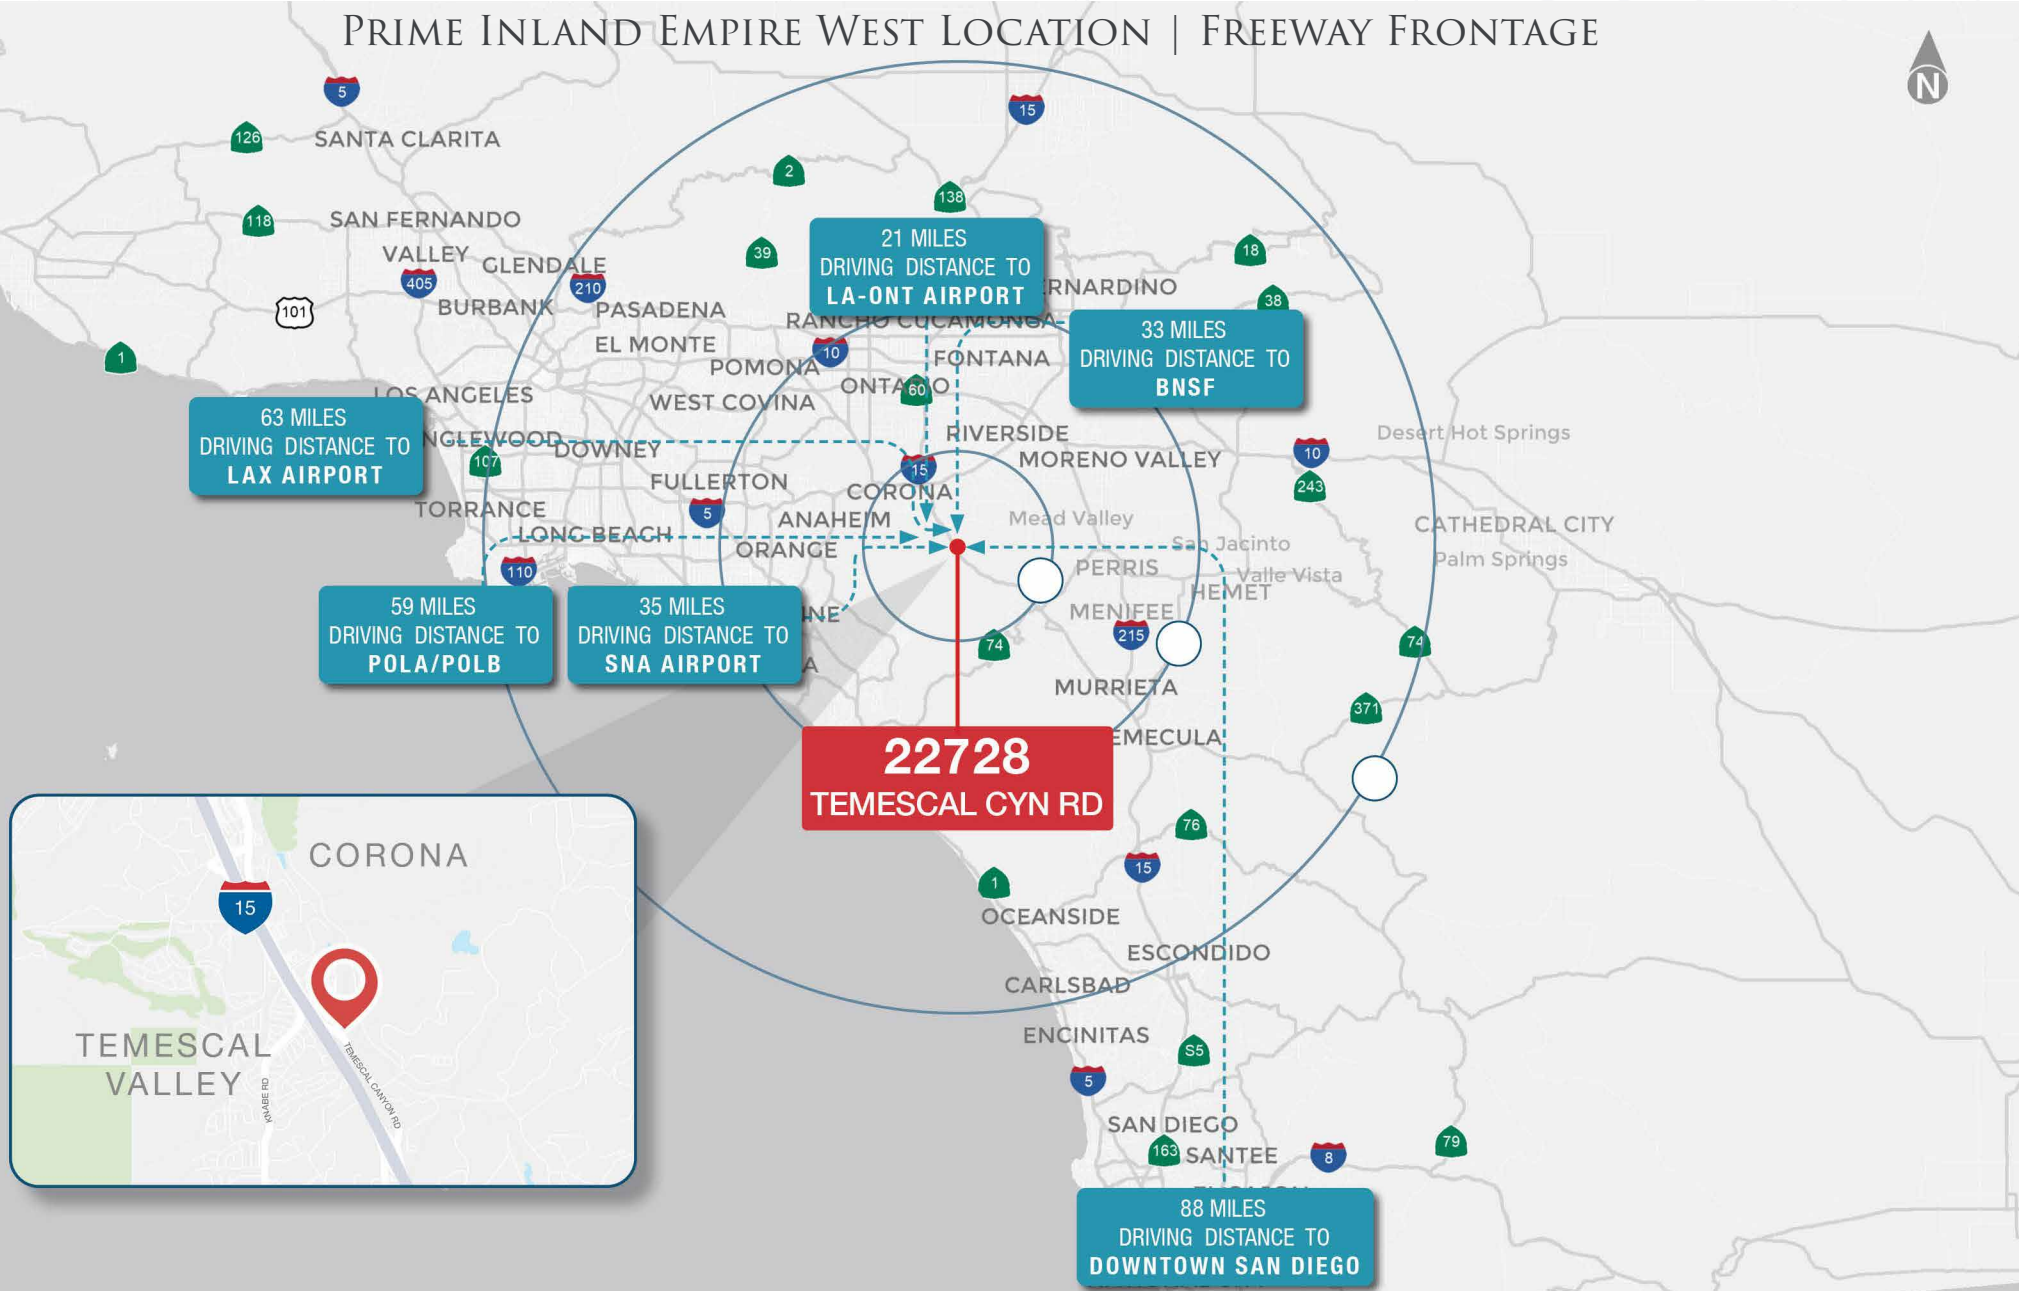 PRIME INLAND EMPIRE WEST LOCATION | FREEWAY FRONTAGE
N
5
15
126
SANTA CLARITA
2
138
118
SAN FERNANDO
VALLEY
405
GLENDALE
210
39
18
38
101
BURBANK
PASADENA
21 MILES
DRIVING DISTANCE TO
LA-ONT AIRPORT
ERNARDINO
RANCHO CUCAMONGA
1
EL MONTE
POMONA
10
FONTANA
33 MILES
DRIVING DISTANCE TO
BNSF
LOS ANGELES
WEST COVINA
ONTARIO
60
63 MILES
DRIVING DISTANCE TO
LAX AIRPORT
NGLEWOOD
DOWNEY
107
RIVERSIDE
MORENO VALLEY
10
243
Desert Hot Springs
FULLERTON
15
CORONA
TORRANCE
5
LONG BEACH
ANAHEIM
ORANGE
Mead Valley
CATHEDRAL CITY
Palm Springs
110
San Jacinto
PERRIS
Valle Vista
HEMET
MENIFEE
59 MILES
DRIVING DISTANCE TO
POLA/POLB
35 MILES
DRIVING DISTANCE TO
SNA AIRPORT
INE
A
74
215
74
MURRIETA
371
EMECULA
22728
TEMESCAL CYN RD
76
15
1
OCEANSIDE
ESCONDIDO
CARLSBAD
ENCINITAS
S5
5
SAN DIEGO
163
SANTEE
8
79
88 MILES
DRIVING DISTANCE TO
DOWNTOWN SAN DIEGO
CORONA
15
TEMESCAL
VALLEY
KNABE RD
TEMESCAL CANYON RD